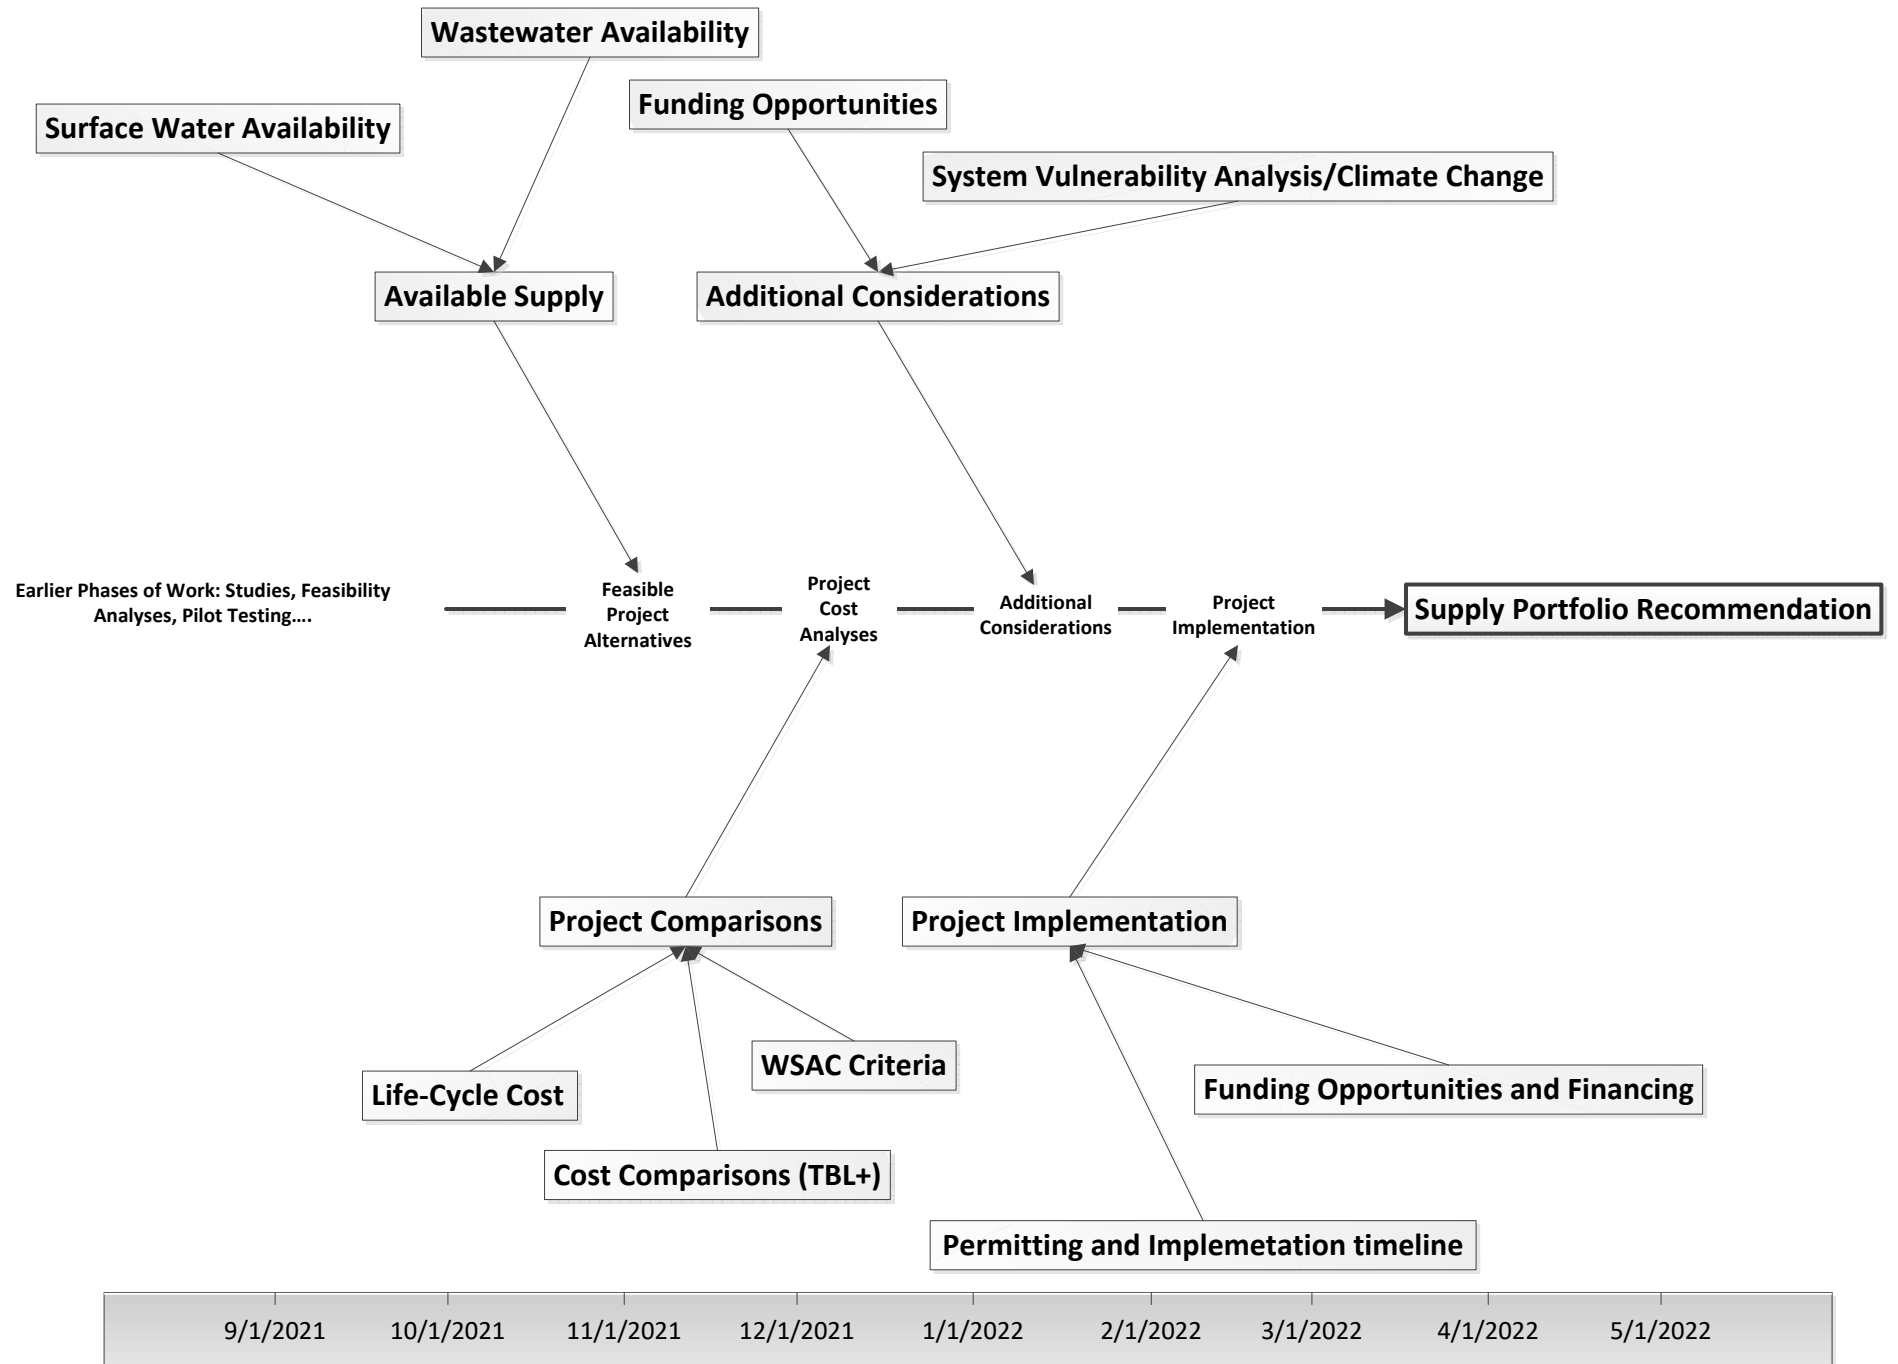 Wastewater Availability
Funding Opportunities
Surface Water Availability
System Vulnerability Analysis/Climate Change
Available Supply
Additional Considerations
Earlier Phases of Work: Studies, Feasibility
Analyses, Pilot Testing....
Feasible
Project
Alternatives
Project
Cost
Analyses
Additional
Considerations
Project
Implementation
Supply Portfolio Recommendation
Project Comparisons
Project Implementation
WSAC Criteria
Life-Cycle Cost
Funding Opportunities and Financing
Cost Comparisons (TBL+)
Permitting and Implemetation timeline
9/1/2021
10/1/2021
11/1/2021
12/1/2021
1/1/2022
2/1/2022
3/1/2022
4/1/2022
5/1/2022